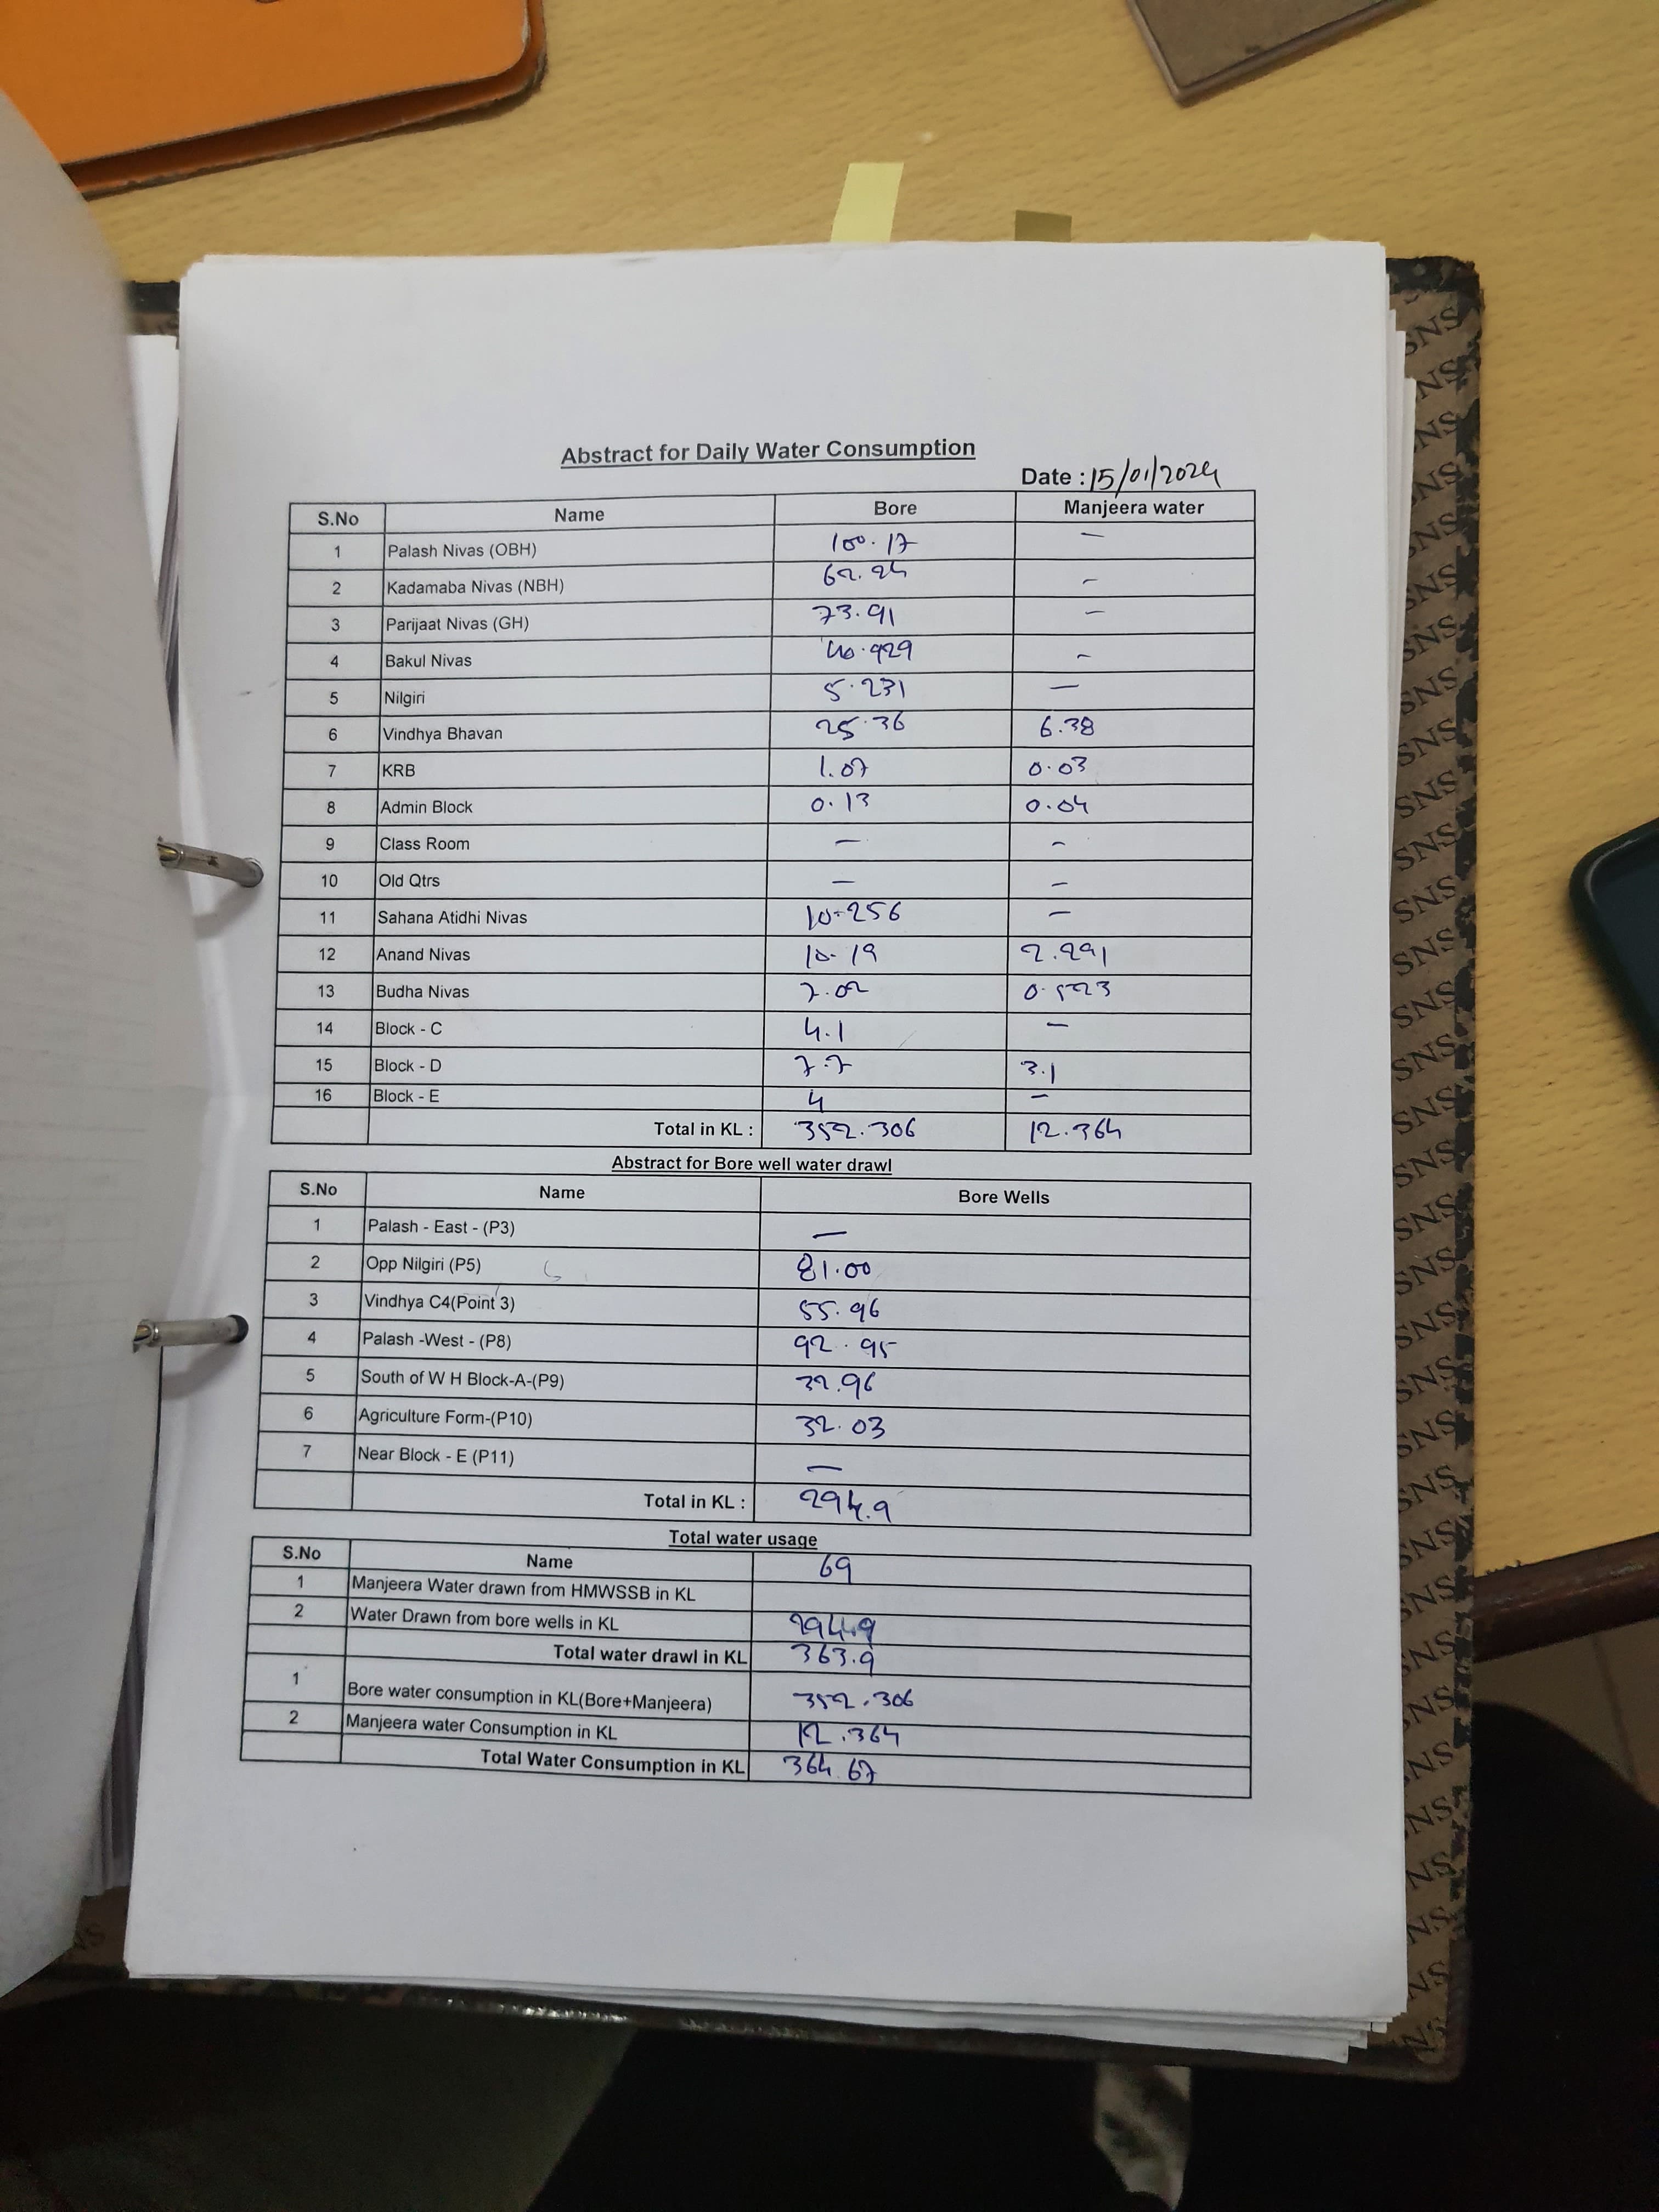 Abstract for Daily Water Consumption
Date : 15/01/2024
S.No Name Bore Manjeera water
1 Palash Nivas (OBH) 100.17 —
2 Kadamaba Nivas (NBH) 62.24 —
3 Parijaat Nivas (GH) 73.91 —
4 Bakul Nivas 40.929 —
5 Nilgiri 5.231 —
6 Vindhya Bhavan 25.36 6.38
7 KRB 1.07 0.03
8 Admin Block 0.13 0.04
9 Class Room — —
10 Old Qtrs — —
11 Sahana Atidhi Nivas 10.256 —
12 Anand Nivas 10.19 2.291
13 Budha Nivas 7.02 0.523
14 Block - C 4.1 —
15 Block - D 7.7 3.1
16 Block - E 4 —
Total in KL : 352.306 12.364
Abstract for Bore well water drawl
S.No Name Bore Wells
1 Palash - East - (P3) —
2 Opp Nilgiri (P5) 81.00
3 Vindhya C4(Point 3) 55.96
4 Palash -West - (P8) 92.95
5 South of W H Block-A-(P9) 32.96
6 Agriculture Form-(P10) 32.03
7 Near Block - E (P11) —
Total in KL : 294.9
Total water usage
S.No Name 69
1 Manjeera Water drawn from HMWSSB in KL
2 Water Drawn from bore wells in KL 294.9
Total water drawl in KL 363.9
1 Bore water consumption in KL(Bore+Manjeera) 352.306
2 Manjeera water Consumption in KL 12.364
Total Water Consumption in KL 364.67
SNS